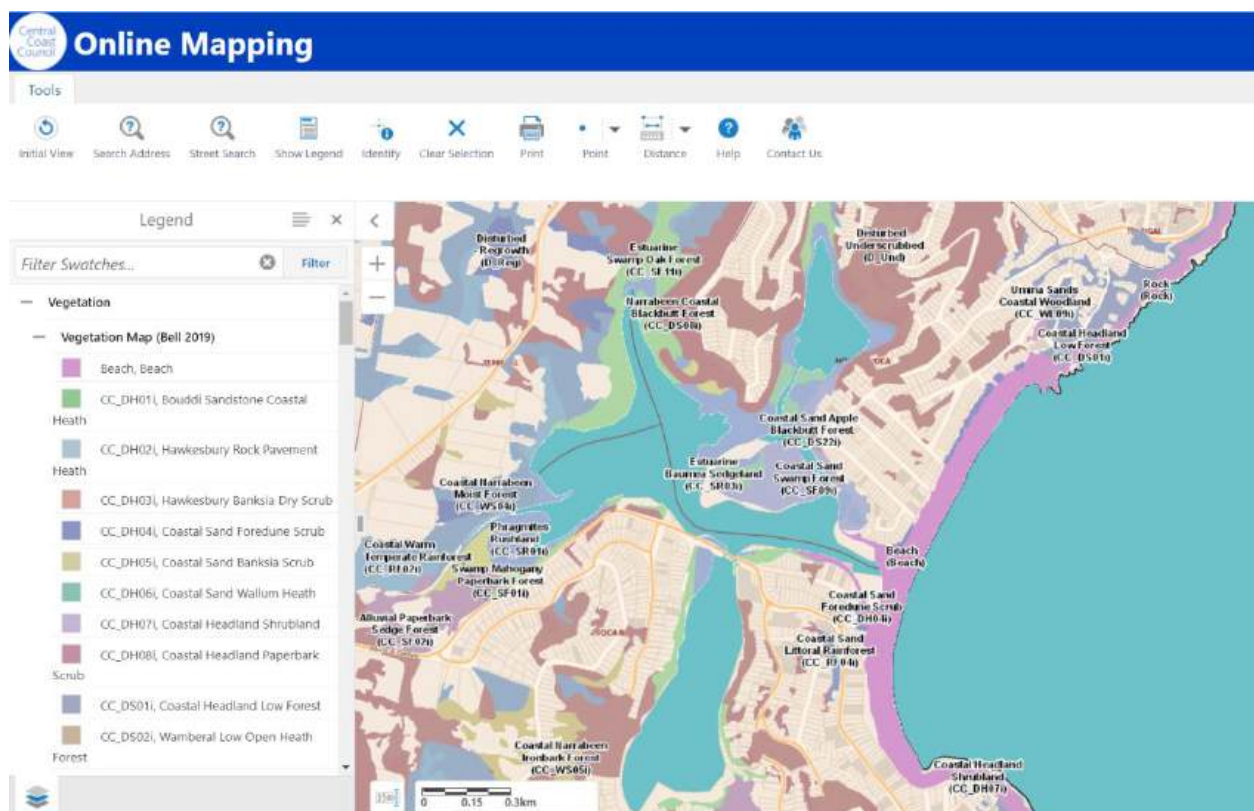 Central
Coast
Council
Online Mapping
Tools
Initial View
Search Address
Street Search
Show Legend
Identify
Clear Selection
Print
Point
Distance
Help
Contact Us
Legend
Filter Swatches...
Filter
Vegetation
Vegetation Map (Bell 2019)
Beach, Beach
CC_DH01i, Bouddi Sandstone Coastal
Heath
CC_DH02i, Hawkesbury Rock Pavement
Heath
CC_DH03i, Hawkesbury Banksia Dry Scrub
CC_DH04i, Coastal Sand Foredune Scrub
CC_DH05i, Coastal Sand Banksia Scrub
CC_DH06i, Coastal Sand Wallum Heath
CC_DH07i, Coastal Headland Shrubland
CC_DH08i, Coastal Headland Paperbark
Scrub
CC_DS01i, Coastal Headland Low Forest
CC_DS02i, Wamberal Low Open Heath
Forest
Disturbed
Regrowth
(D_Reg)
Estuarine
Swamp Oak Forest
(CC_SF11i)
Disturbed
Underscrubbed
(D_Und)
Narrabeen Coastal
Blackbutt Forest
(CC_DS08i)
Umina Sands
Coastal Woodland
(CC_WL09i)
Rock
(Rock)
Coastal Headland
Low Forest
(CC_DS01i)
Coastal Sand Apple
Blackbutt Forest
(CC_DS22i)
Estuarine
Baumea Sedgeland
(CC_SR03i)
Coastal Sand
Swamp Forest
(CC_SF09i)
Coastal Narrabeen
Moist Forest
(CC_WS04i)
Phragmites
Rushland
(CC_SR01i)
Coastal Warm
Temperate Rainforest
(CC_RF02i)
Swamp Mahogany
Paperbark Forest
(CC_SF01i)
Beach
(Beach)
Alluvial Paperbark
Sedge Forest
(CC_SF02i)
Coastal Sand
Foredune Scrub
(CC_DH04i)
Coastal Sand
Littoral Rainforest
(CC_RF04i)
Coastal Narrabeen
Ironbark Forest
(CC_WS05i)
Coastal Headland
Shrubland
(CC_DH07i)
0 0.15 0.3km